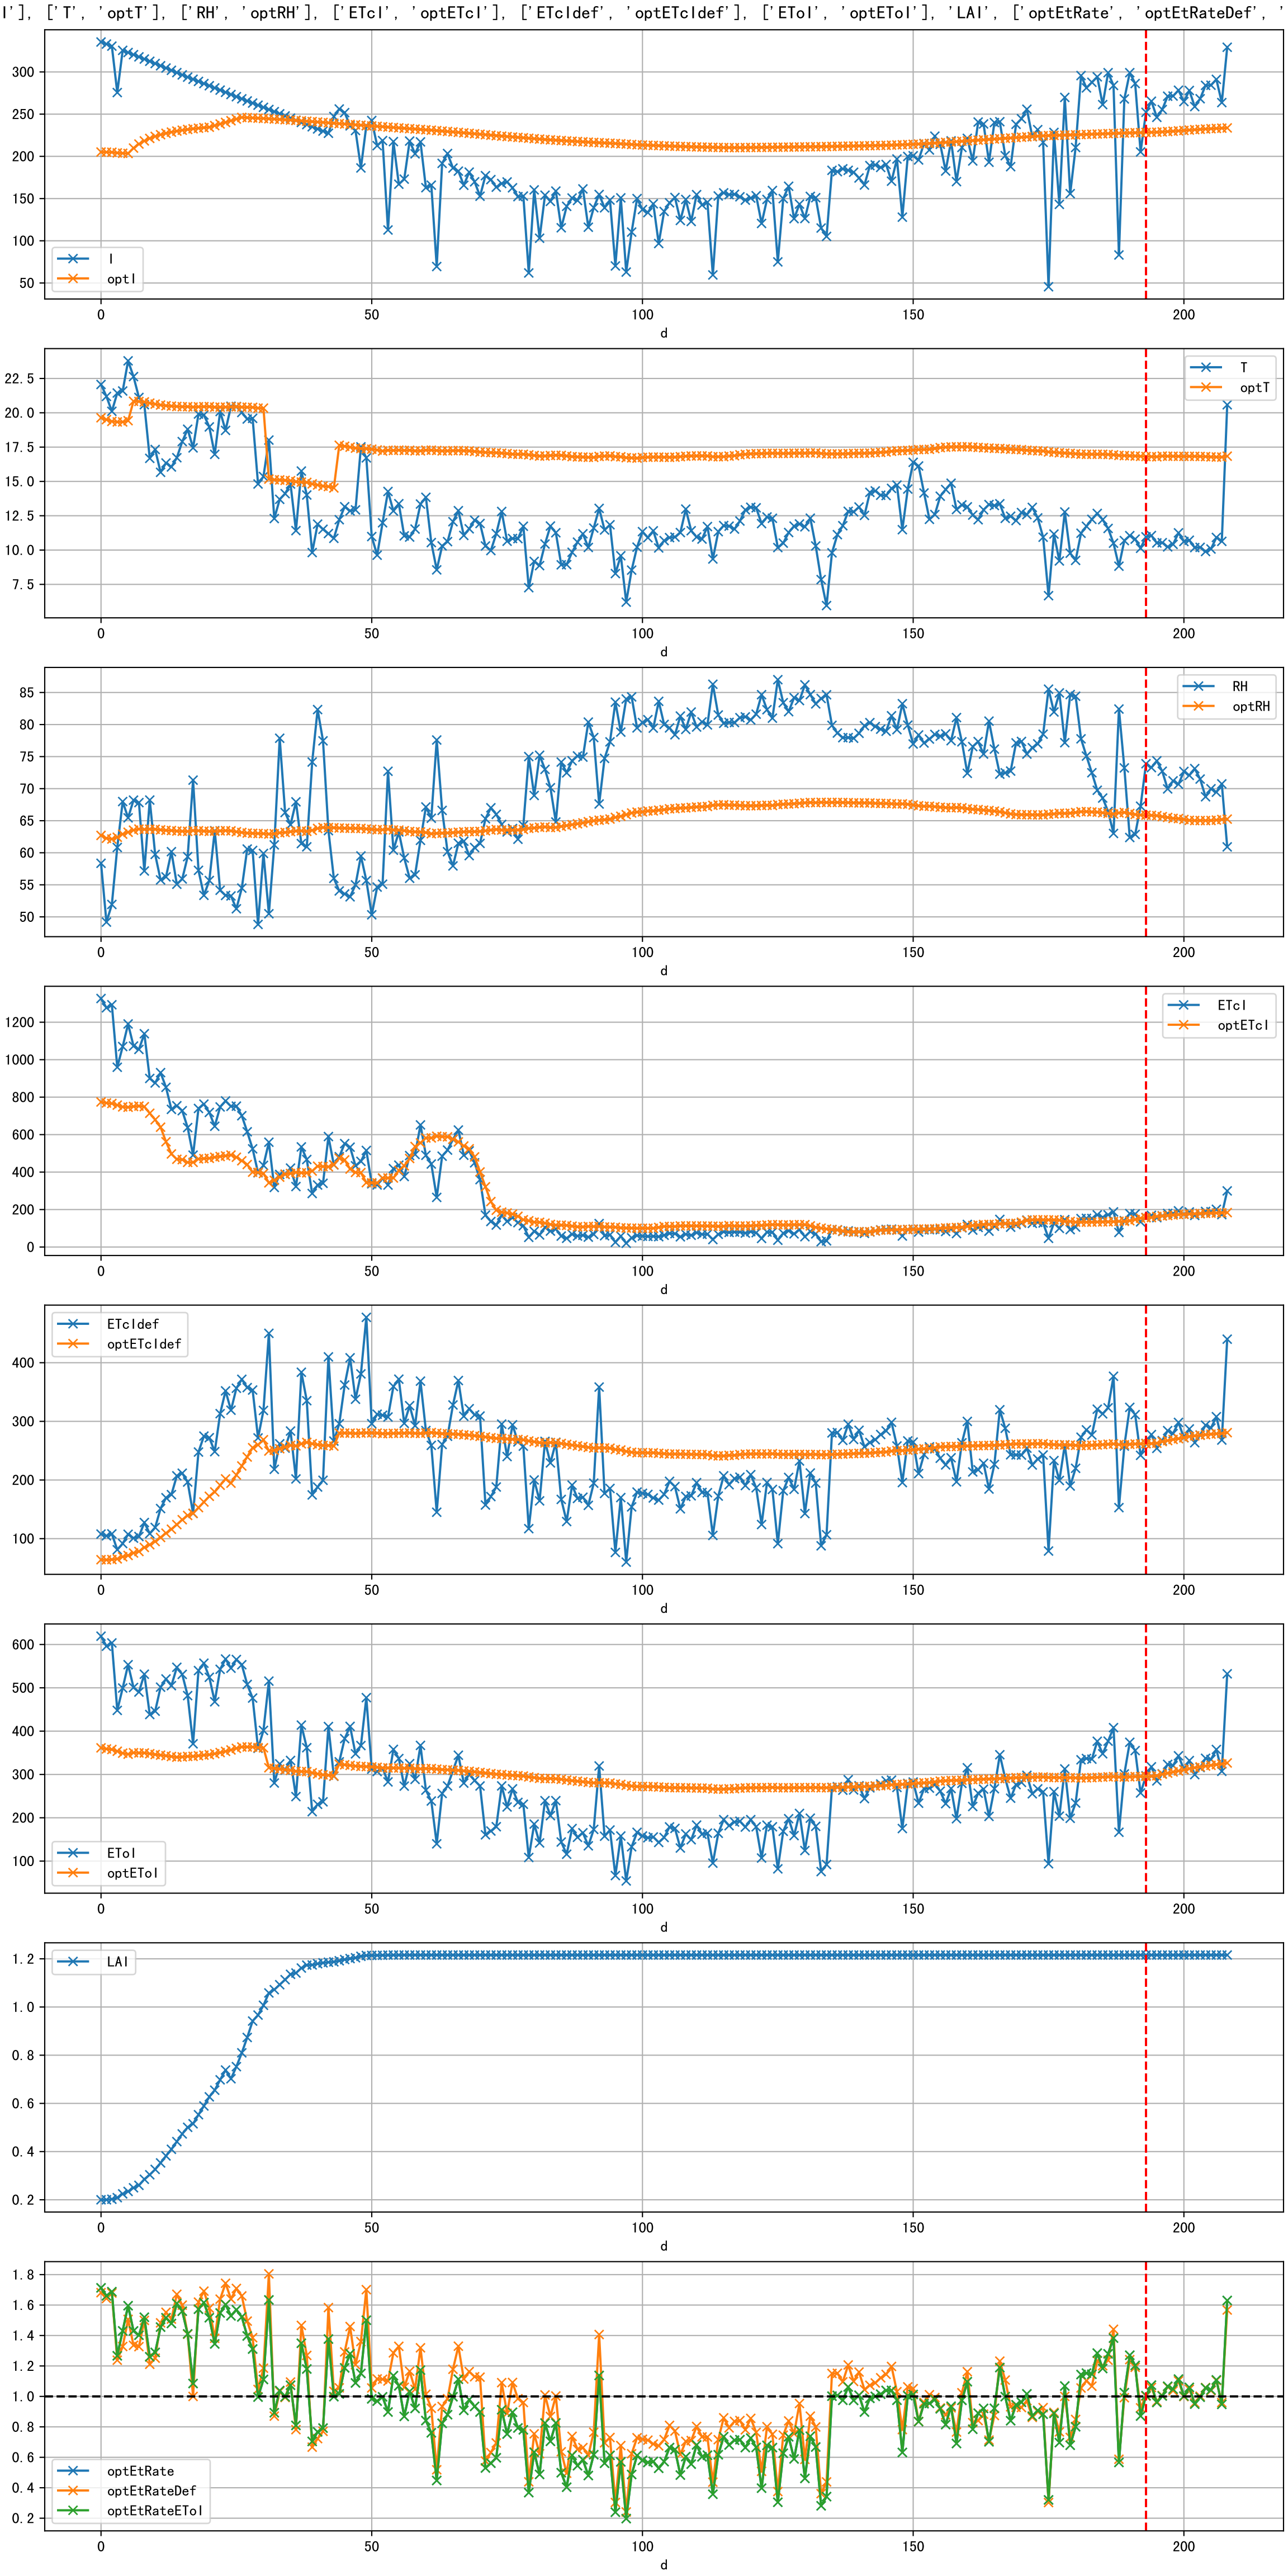 I'], ['T', 'optT'], ['RH', 'optRH'], ['ETcI', 'optETcI'], ['ETcIdef', 'optETcIdef'], ['EToI', 'optEToI'], 'LAI', ['optEtRate', 'optEtRateDef', '
300
250
200
150
100
50
I
optI
0 50 100 150 200
d
22.5
20.0
17.5
15.0
12.5
10.0
7.5
T
optT
0 50 100 150 200
d
85
80
75
70
65
60
55
50
RH
optRH
0 50 100 150 200
d
1200
1000
800
600
400
200
0
ETcI
optETcI
0 50 100 150 200
d
400
300
200
100
ETcIdef
optETcIdef
0 50 100 150 200
d
600
500
400
300
200
100
EToI
optEToI
0 50 100 150 200
d
1.2
1.0
0.8
0.6
0.4
0.2
LAI
0 50 100 150 200
d
1.8
1.6
1.4
1.2
1.0
0.8
0.6
0.4
0.2
optEtRate
optEtRateDef
optEtRateEToI
0 50 100 150 200
d